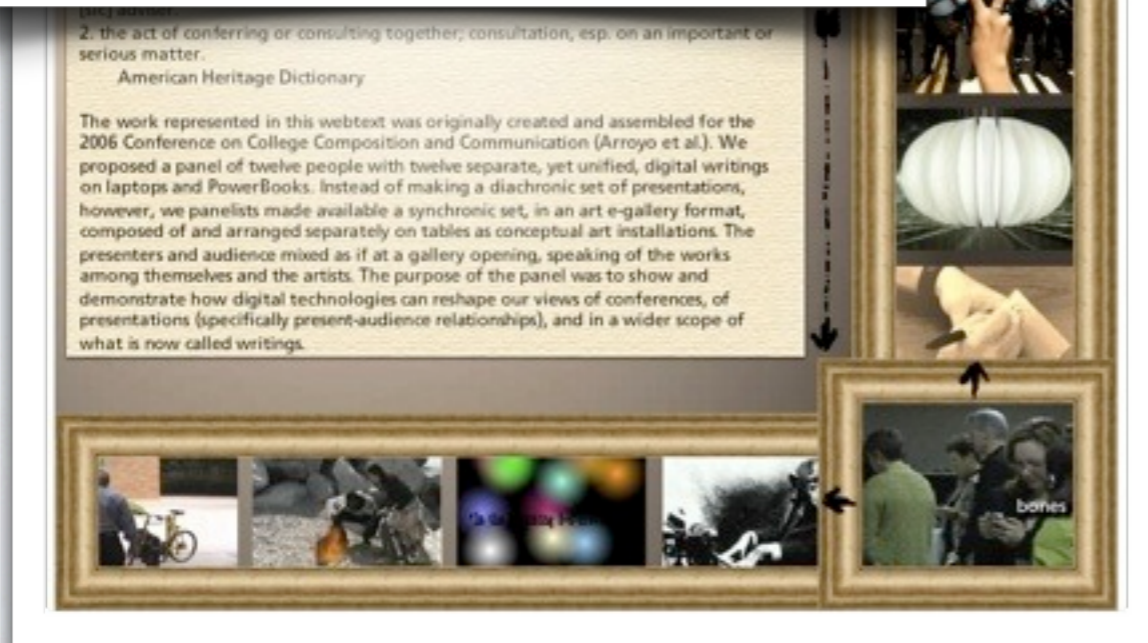 (sic) adviser.
2. the act of conferring or consulting together; consultation, esp. on an important or
serious matter.
American Heritage Dictionary
The work represented in this webtext was originally created and assembled for the
2006 Conference on College Composition and Communication (Arroyo et al.). We
proposed a panel of twelve people with twelve separate, yet unified, digital writings
on laptops and PowerBooks. Instead of making a diachronic set of presentations,
however, we panelists made available a synchronic set, in an art e-gallery format,
composed of and arranged separately on tables as conceptual art installations. The
presenters and audience mixed as if at a gallery opening, speaking of the works
among themselves and the artists. The purpose of the panel was to show and
demonstrate how digital technologies can reshape our views of conferences, of
presentations (specifically present-audience relationships), and in a wider scope of
what is now called writings.
bones